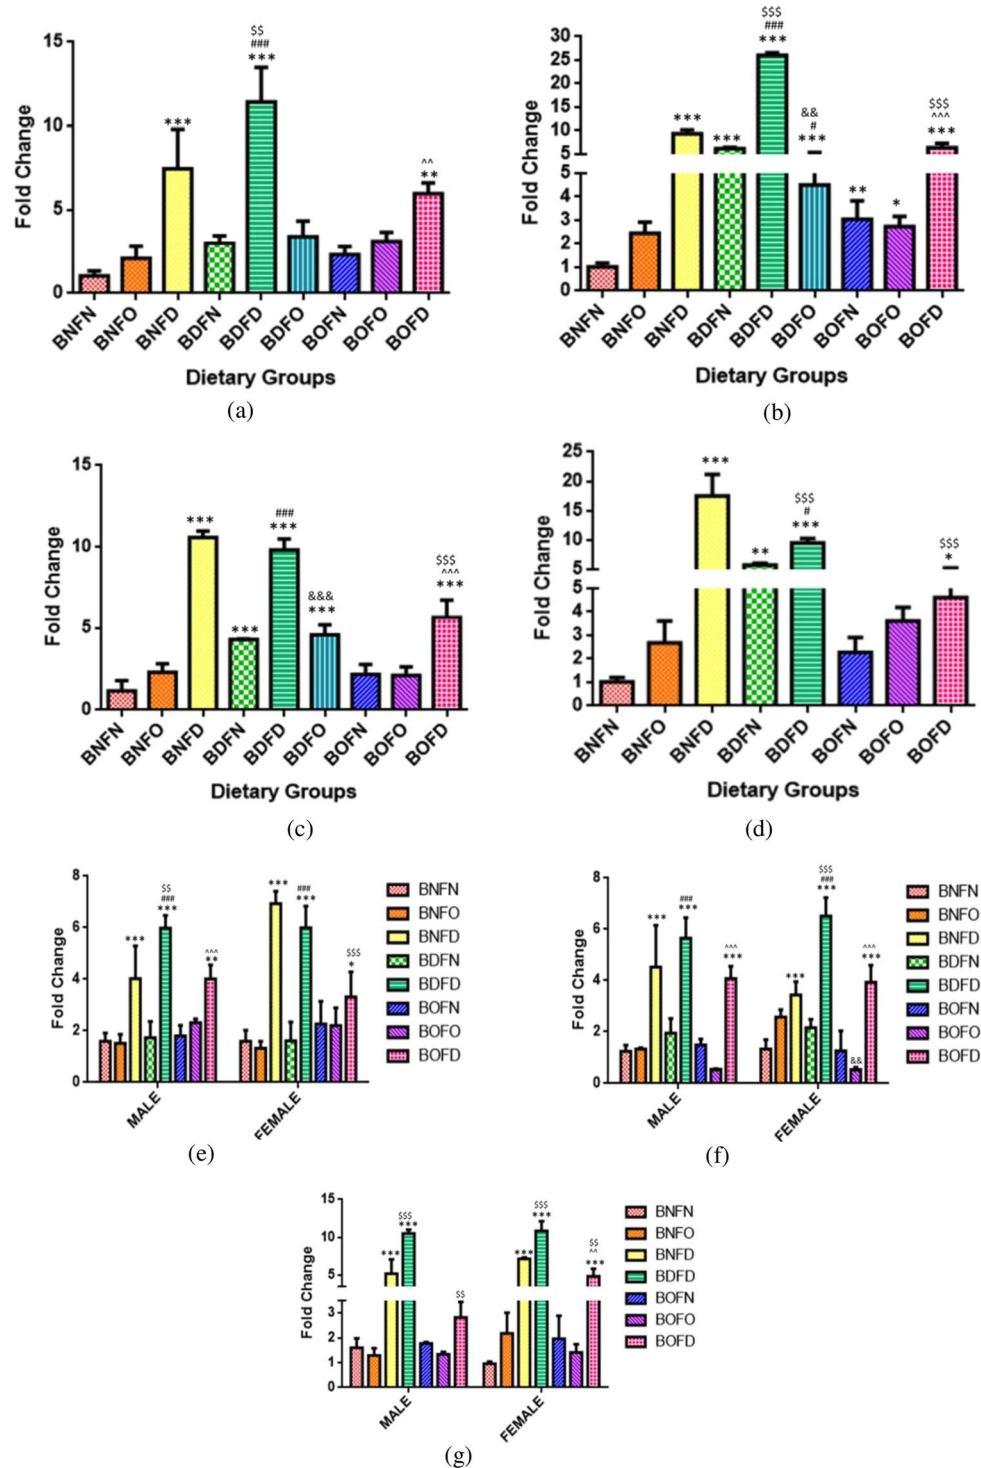 15
10
5
0
Fold Change
$$
###
***
***
^^
**
BNFN
BNFO
BNFD
BDFN
BDFD
BDFO
BOFN
BOFO
BOFD
Dietary Groups
(a)
30
25
20
15
10
5
5
4
3
2
1
0
Fold Change
***
***
$$$
###
***
&&
#
***
**
*
$$$
^^^
***
BNFN
BNFO
BNFD
BDFN
BDFD
BDFO
BOFN
BOFO
BOFD
Dietary Groups
(b)
15
10
5
0
Fold Change
***
***
###
***
&&&
***
$$$
^^^
***
BNFN
BNFO
BNFD
BDFN
BDFD
BDFO
BOFN
BOFO
BOFD
Dietary Groups
(c)
25
20
15
10
5
5
4
3
2
1
0
Fold Change
***
**
$$$
#
***
$$$
*
BNFN
BNFO
BNFD
BDFN
BDFD
BOFN
BOFO
BOFD
Dietary Groups
(d)
8
6
4
2
0
Fold Change
***
$$
###
***
^^^
**
***
###
***
$$$
*
MALE
FEMALE
BNFN
BNFO
BNFD
BDFN
BDFD
BOFN
BOFO
BOFD
(e)
8
6
4
2
0
Fold Change
***
###
***
^^^
***
***
$$$
###
***
&&
^^^
***
MALE
FEMALE
BNFN
BNFO
BNFD
BDFN
BDFD
BOFN
BOFO
BOFD
(f)
15
10
5
3
2
1
0
Fold Change
***
$$$
***
$$
***
$$$
***
$$
^^
***
MALE
FEMALE
BNFN
BNFO
BNFD
BDFD
BOFN
BOFO
BOFD
(g)